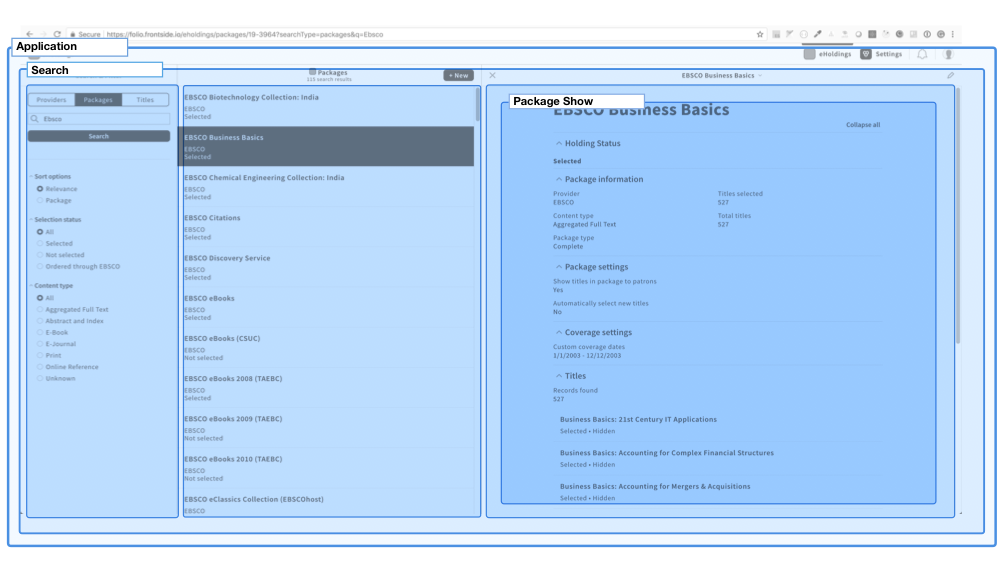 Secure https://folio.frontside.io/eholdings/packages/19-3964?searchType=packages&q=Ebsco
Application
eHoldings
Settings
Search
Packages
113 search results
+ New
EBSCO Business Basics
Providers
Packages
Titles
Ebsco
Search
Sort options
Relevance
Package
Selection status
All
Selected
Not selected
Ordered through EBSCO
Content type
All
Aggregated Full Text
Abstract and Index
E-Book
E-Journal
Print
Online Reference
Unknown
EBSCO Biotechnology Collection: India
EBSCO
Selected
EBSCO Business Basics
EBSCO
Selected
EBSCO Chemical Engineering Collection: India
EBSCO
Selected
EBSCO Citations
EBSCO
Selected
EBSCO Discovery Service
EBSCO
Selected
EBSCO eBooks
EBSCO
Selected
EBSCO eBooks (CSUC)
EBSCO
Not selected
EBSCO eBooks 2008 (TAEBC)
EBSCO
Selected
EBSCO eBooks 2009 (TAEBC)
EBSCO
Not selected
EBSCO eBooks 2010 (TAEBC)
EBSCO
Not selected
EBSCO eClassics Collection (EBSCOhost)
EBSCO
Package Show
EBSCO Business Basics
Collapse all
Holding Status
Selected
Package information
Provider
EBSCO
Titles selected
527
Content type
Aggregated Full Text
Total titles
527
Package type
Complete
Package settings
Show titles in package to patrons
Yes
Automatically select new titles
No
Coverage settings
Custom coverage dates
1/1/2003 - 12/12/2003
Titles
Records found
527
Business Basics: 21st Century IT Applications
Selected • Hidden
Business Basics: Accounting for Complex Financial Structures
Selected • Hidden
Business Basics: Accounting for Mergers & Acquisitions
Selected • Hidden